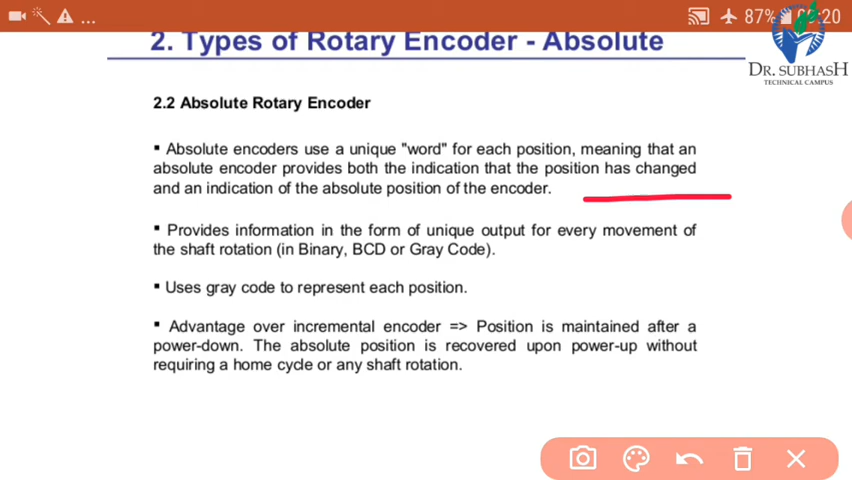 ... 87% 09:20
2. Types of Rotary Encoder - Absolute
DR. SUBHASH
TECHNICAL CAMPUS
2.2 Absolute Rotary Encoder
▪ Absolute encoders use a unique "word" for each position, meaning that an
absolute encoder provides both the indication that the position has changed
and an indication of the absolute position of the encoder.
▪ Provides information in the form of unique output for every movement of
the shaft rotation (in Binary, BCD or Gray Code).
▪ Uses gray code to represent each position.
▪ Advantage over incremental encoder => Position is maintained after a
power-down. The absolute position is recovered upon power-up without
requiring a home cycle or any shaft rotation.